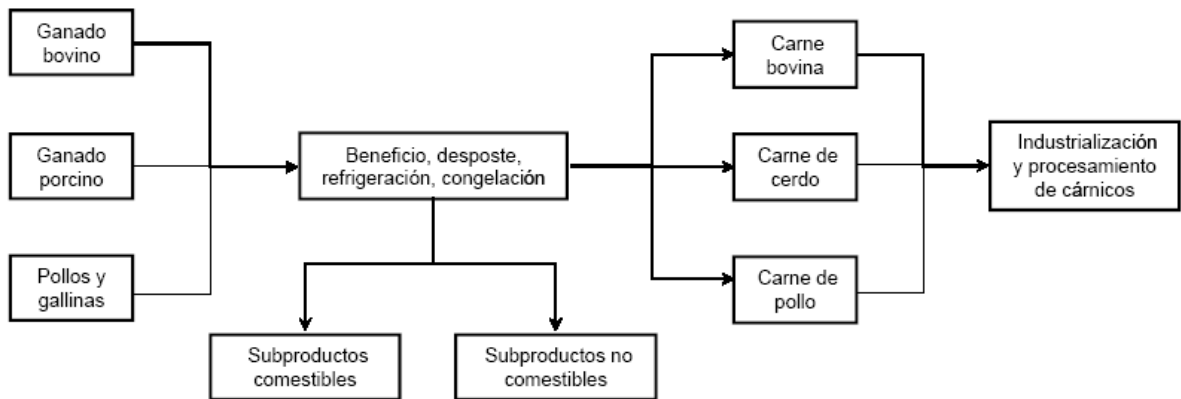 Ganado
bovino
Ganado
porcino
Pollos y
gallinas
Beneficio, desposte,
refrigeración, congelación
Subproductos
comestibles
Subproductos no
comestibles
Carne
bovina
Carne de
cerdo
Carne de
pollo
Industrialización
y procesamiento
de cárnicos